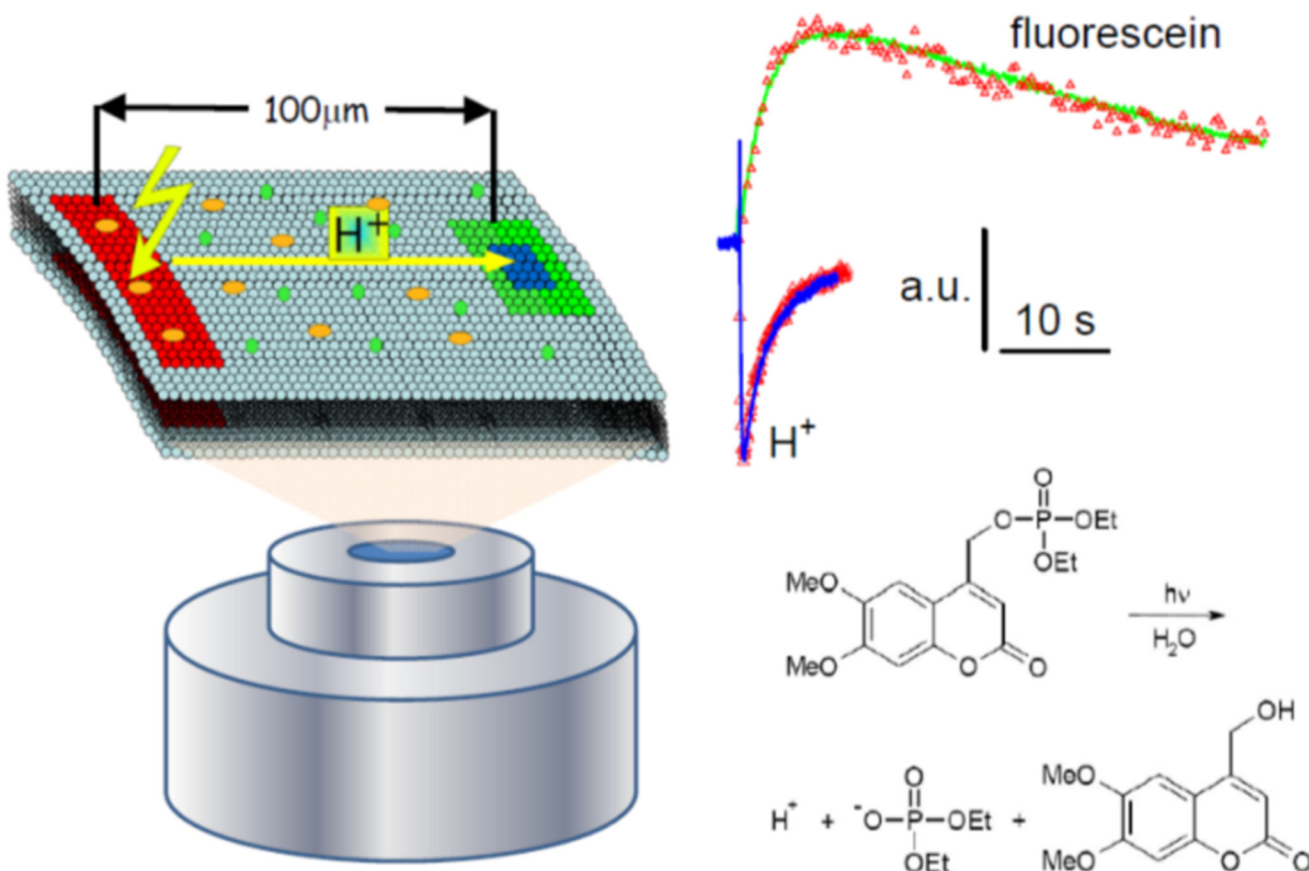 100μm
H⁺
fluorescein
a.u.
10 s
H⁺
O
O—P—OEt
OEt
MeO
MeO
O
O
hν
H₂O
OH
H⁺ + ⁻O—P—OEt +
O
OEt
MeO
MeO
O
O